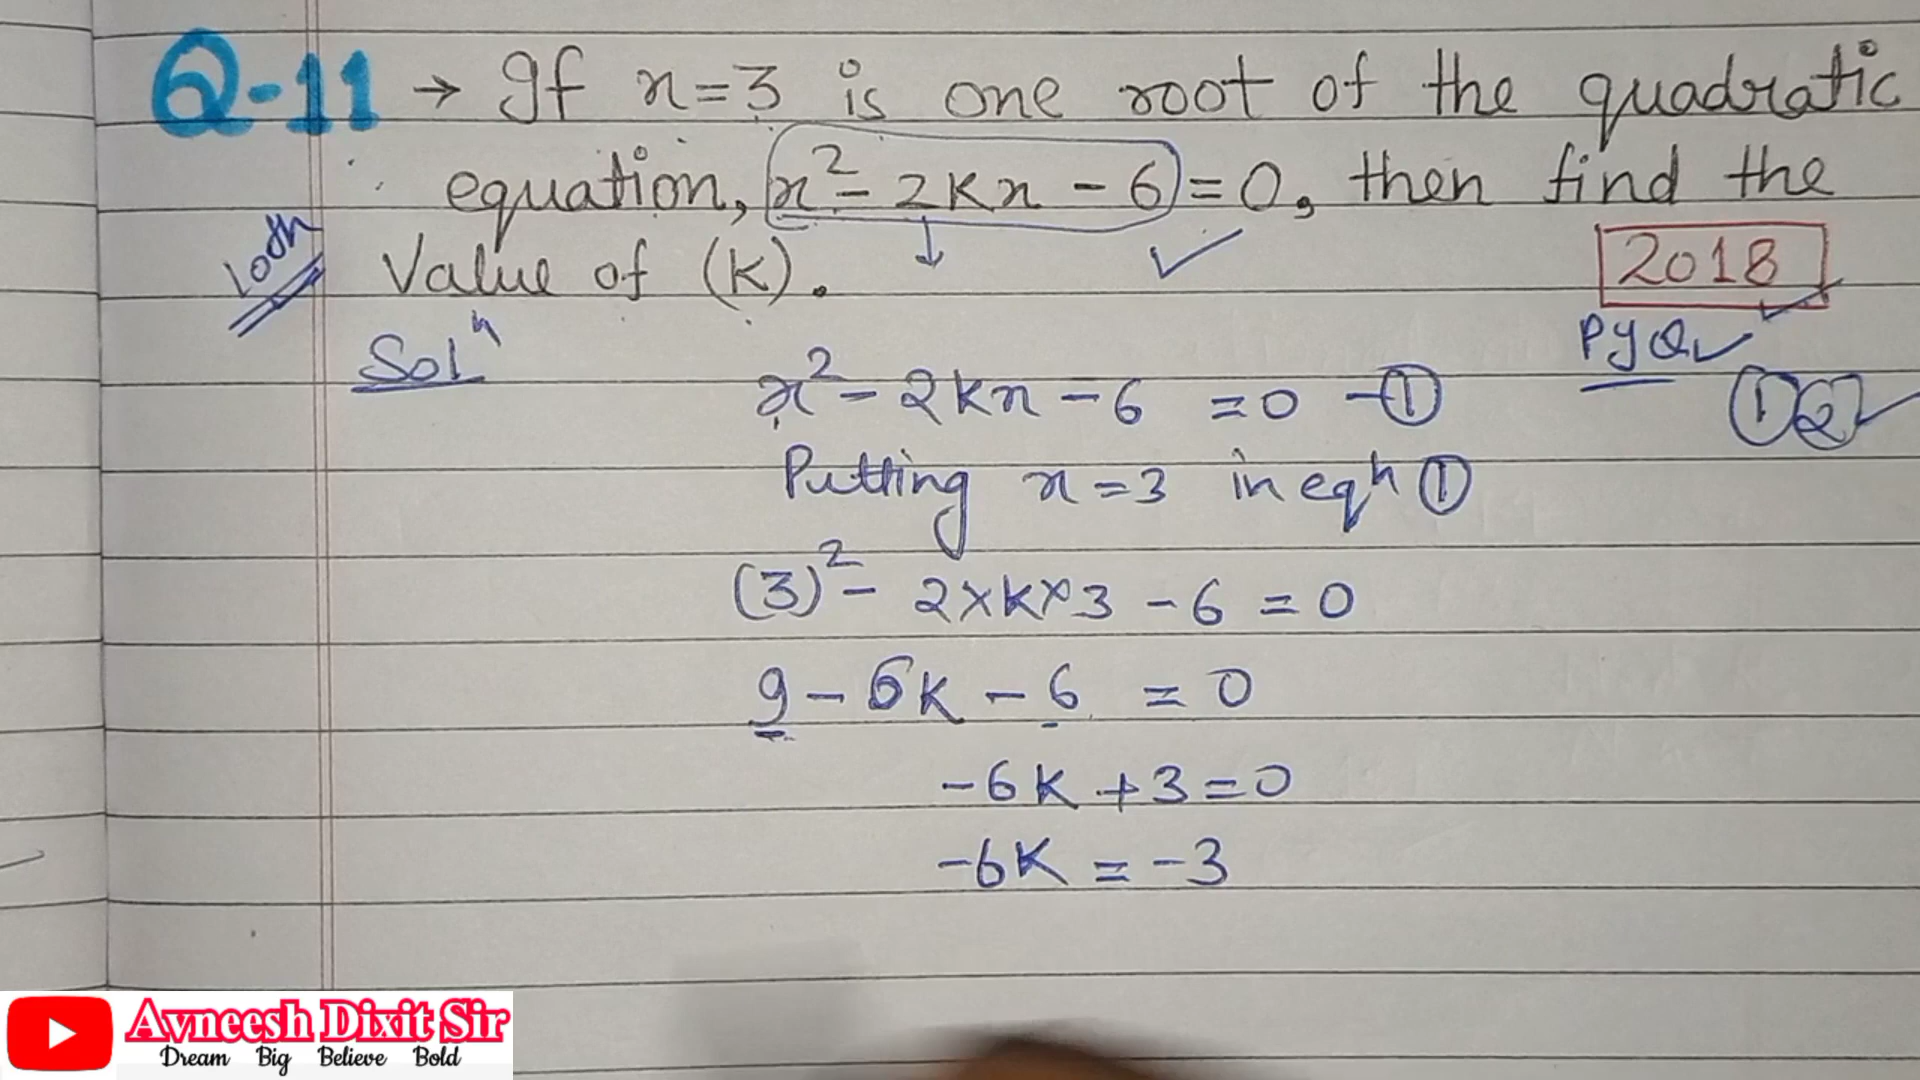 Q-11 → If x=3 is one root of the quadratic
equation, x²-2kx-6=0, then find the
Value of (K).
10th
2018
PYQ
Solⁿ
x²-2kx-6=0 -①
① ②
Putting x=3 in eqn ①
(3)²-2×k×3-6=0
9-6k-6=0
-6k+3=0
-6k=-3
Avneesh Dixit Sir
Dream Big Believe Bold